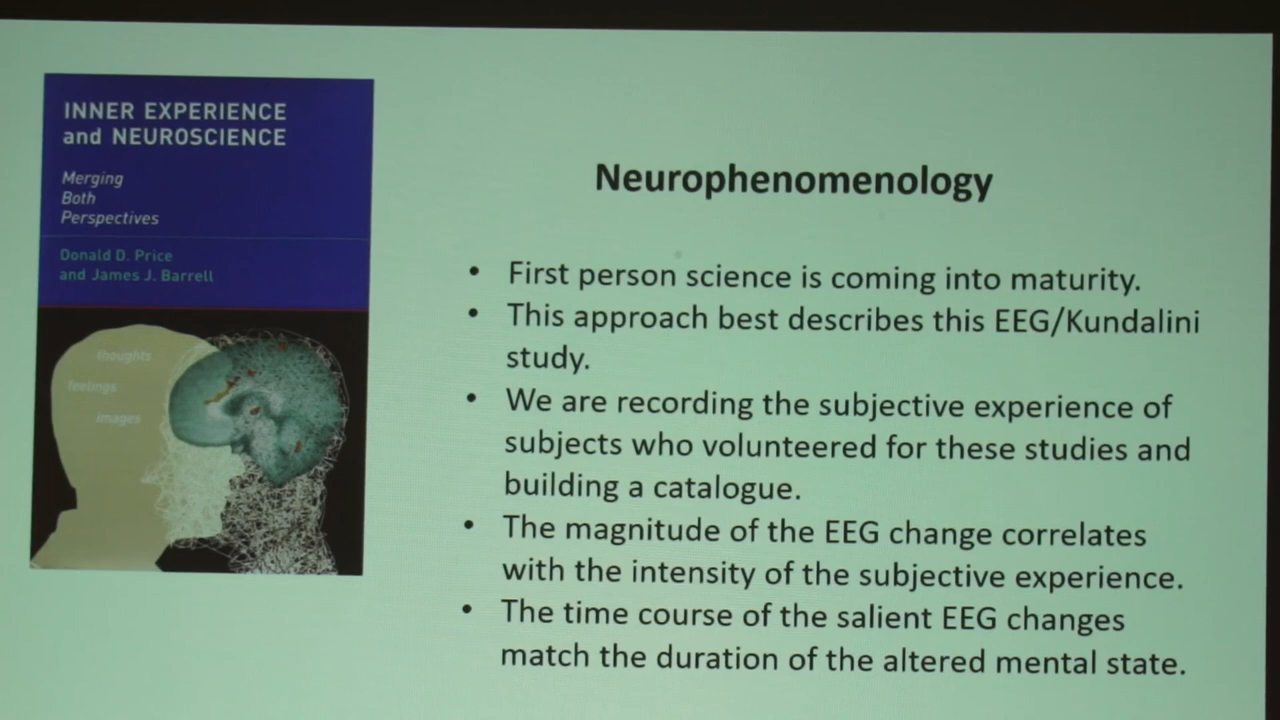 INNER EXPERIENCE
and NEUROSCIENCE
Merging
Both
Perspectives
Donald D. Price
and James J. Barrell
thoughts
feelings
images
Neurophenomenology
• First person science is coming into maturity.
• This approach best describes this EEG/Kundalini
study.
• We are recording the subjective experience of
subjects who volunteered for these studies and
building a catalogue.
• The magnitude of the EEG change correlates
with the intensity of the subjective experience.
• The time course of the salient EEG changes
match the duration of the altered mental state.